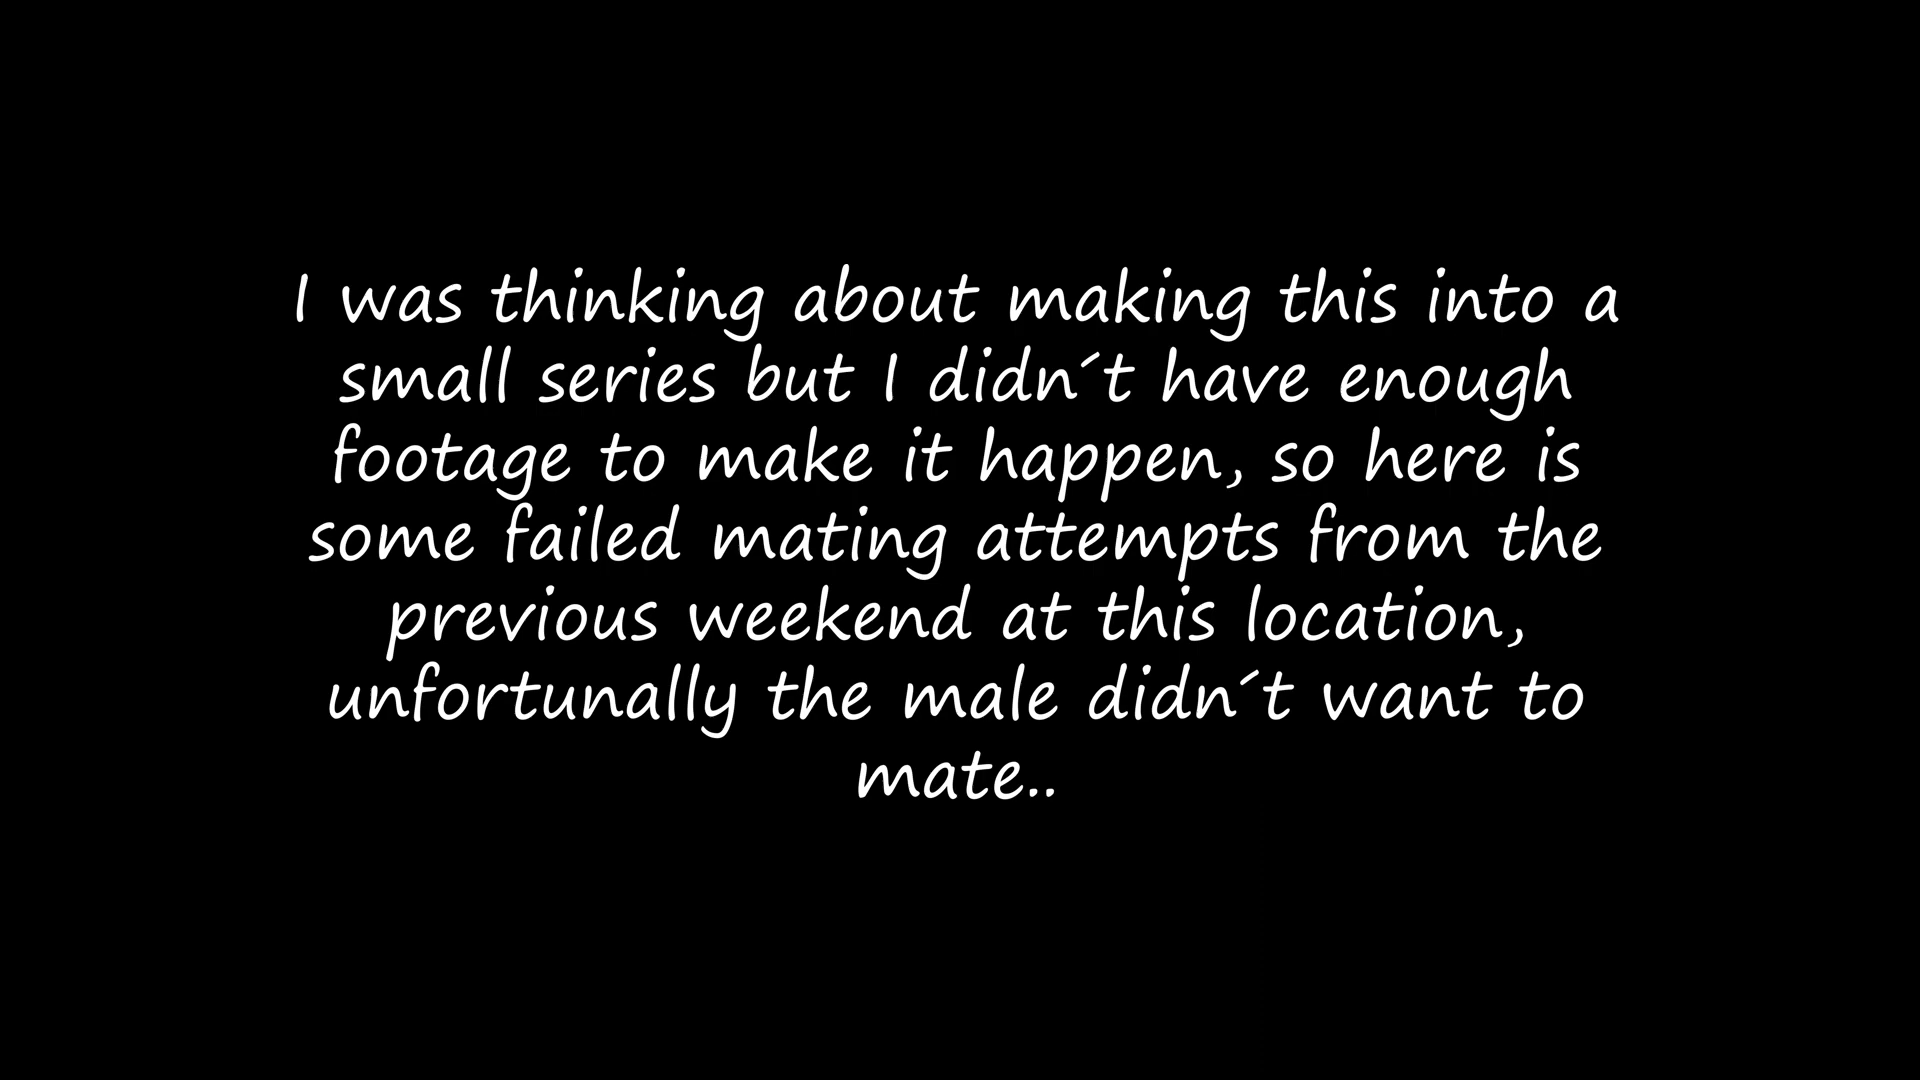 I was thinking about making this into a
small series but I didn´t have enough
footage to make it happen, so here is
some failed mating attempts from the
previous weekend at this location,
unfortunally the male didn´t want to
mate..